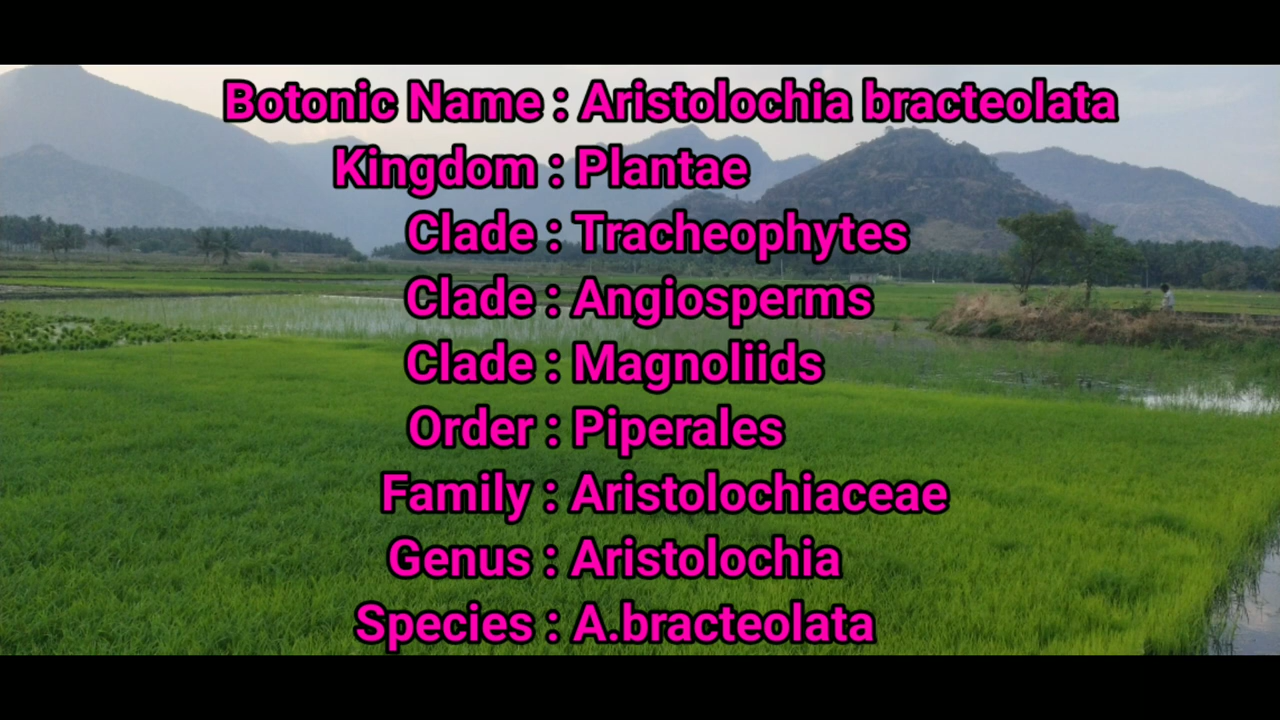 Botonic Name : Aristolochia bracteolata
Kingdom : Plantae
Clade : Tracheophytes
Clade : Angiosperms
Clade : Magnoliids
Order : Piperales
Family : Aristolochiaceae
Genus : Aristolochia
Species : A.bracteolata